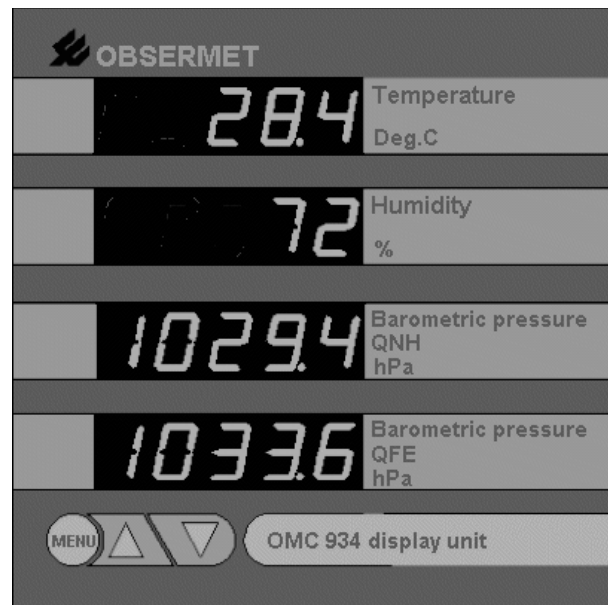 OBSERMET
28.4
Temperature
Deg.C
72
Humidity
%
1029.4
Barometric pressure
QNH
hPa
1033.6
Barometric pressure
QFE
hPa
MENU
OMC 934 display unit